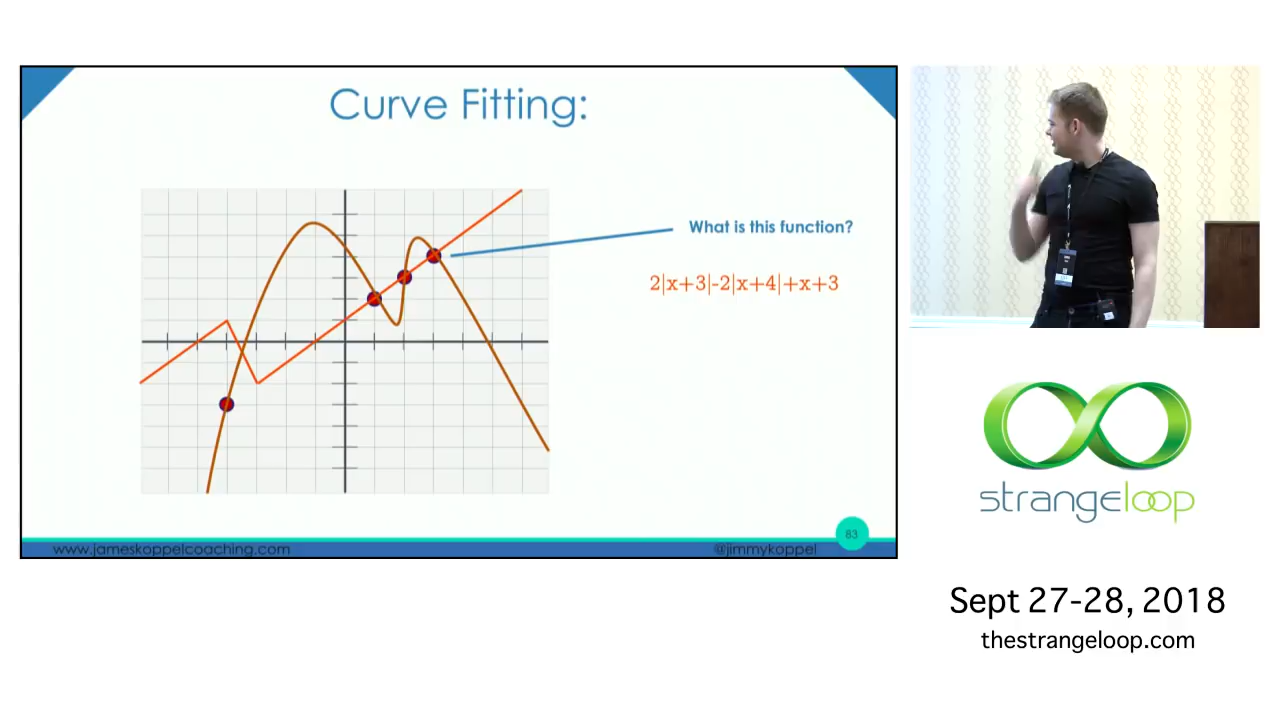 Curve Fitting:
What is this function?
2|x+3|-2|x+4|+x+3
www.jameskoppelcoaching.com
@jimmykoppel
83
strangeloop
Sept 27-28, 2018
thestrangeloop.com